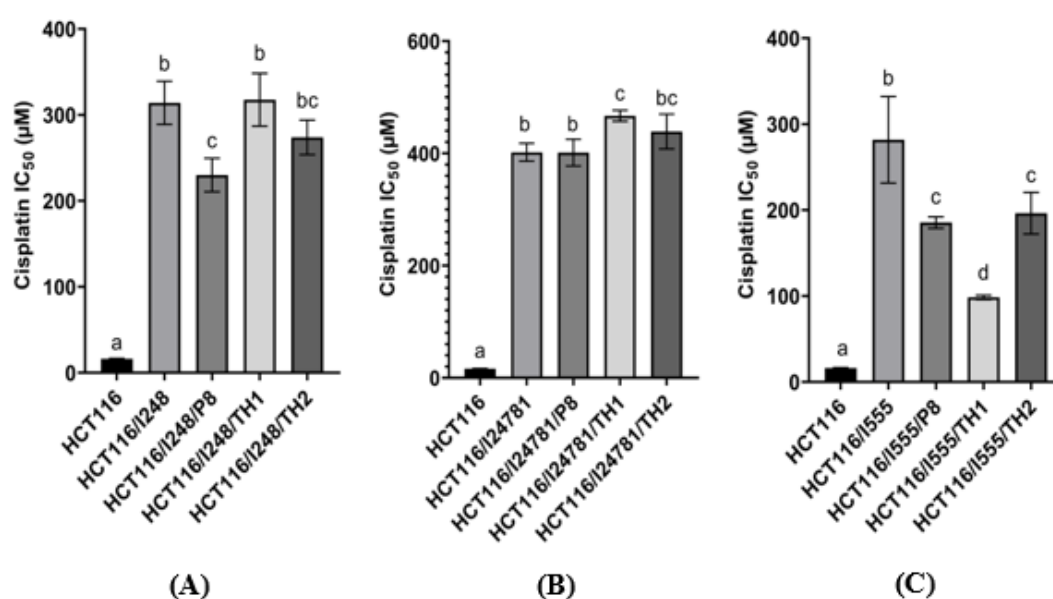 400
300
200
100
0
Cisplatin IC50 (µM)
a
b
c
b
bc
HCT116
HCT116/I248
HCT116/I248/P8
HCT116/I248/TH1
HCT116/I248/TH2
(A)
600
400
200
0
Cisplatin IC50 (µM)
a
b
b
c
bc
HCT116
HCT116/I24781
HCT116/I24781/P8
HCT116/I24781/TH1
HCT116/I24781/TH2
(B)
400
300
200
100
0
Cisplatin IC50 (µM)
a
b
c
d
c
HCT116
HCT116/I555
HCT116/I555/P8
HCT116/I555/TH1
HCT116/I555/TH2
(C)